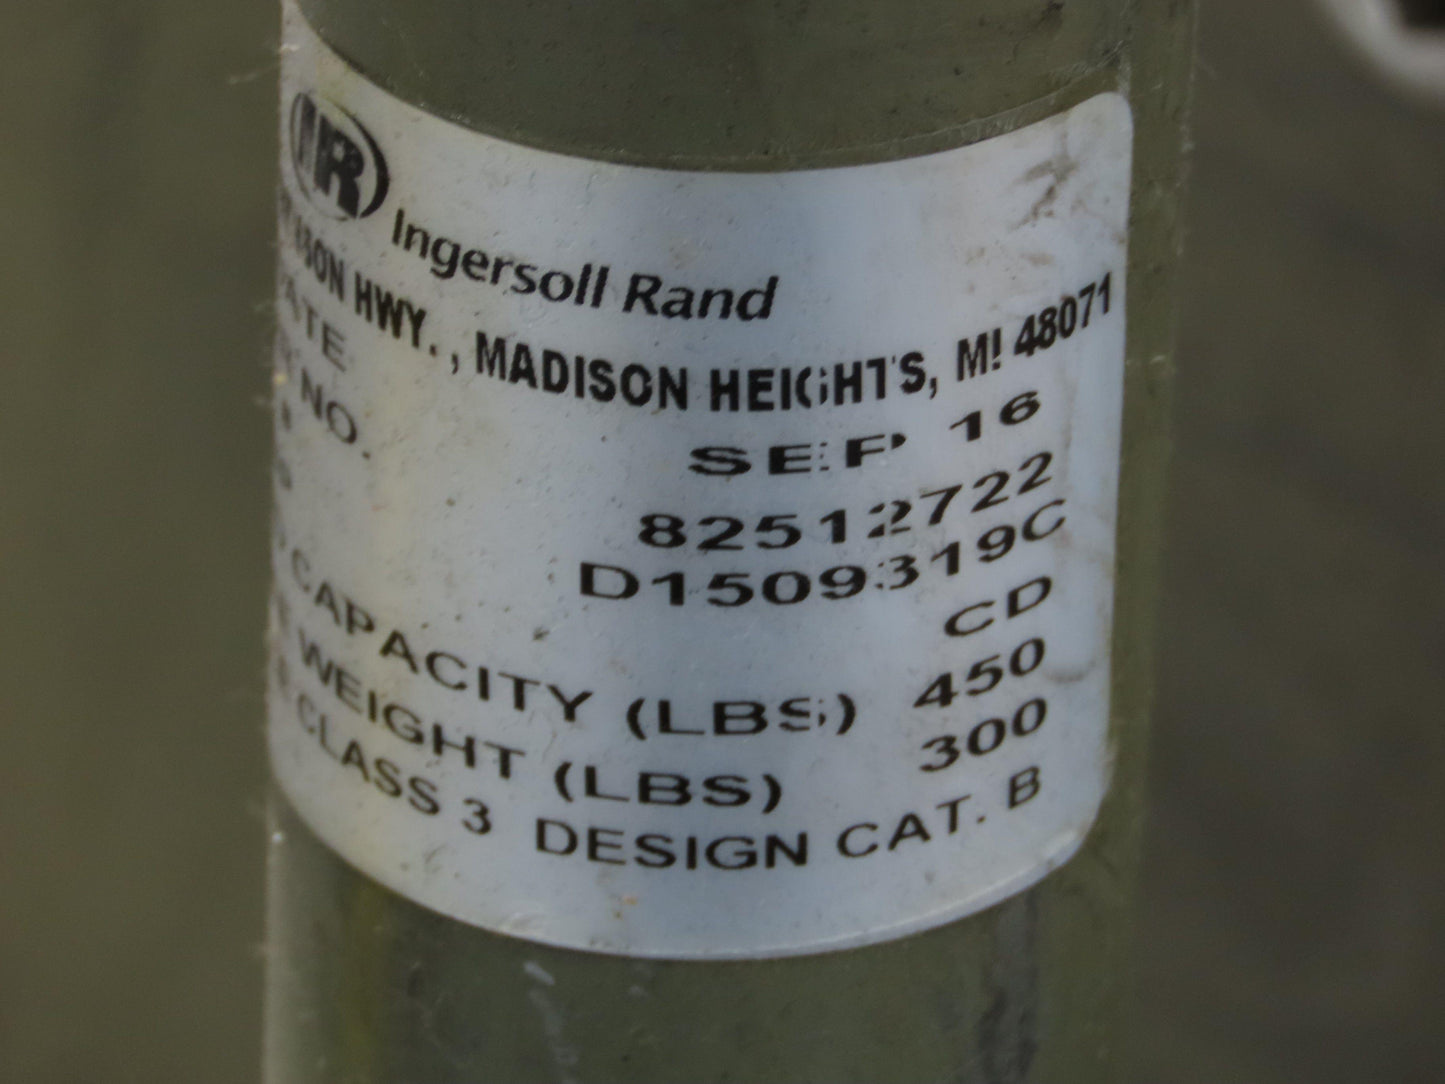 IR Ingersoll Rand
HWY. , MADISON HEIGHTS, MI 48071
SEP 16
NO. 82512722
D1509319C
CD
CAPACITY (LBS) 450
WEIGHT (LBS) 300
CLASS 3 DESIGN CAT. B